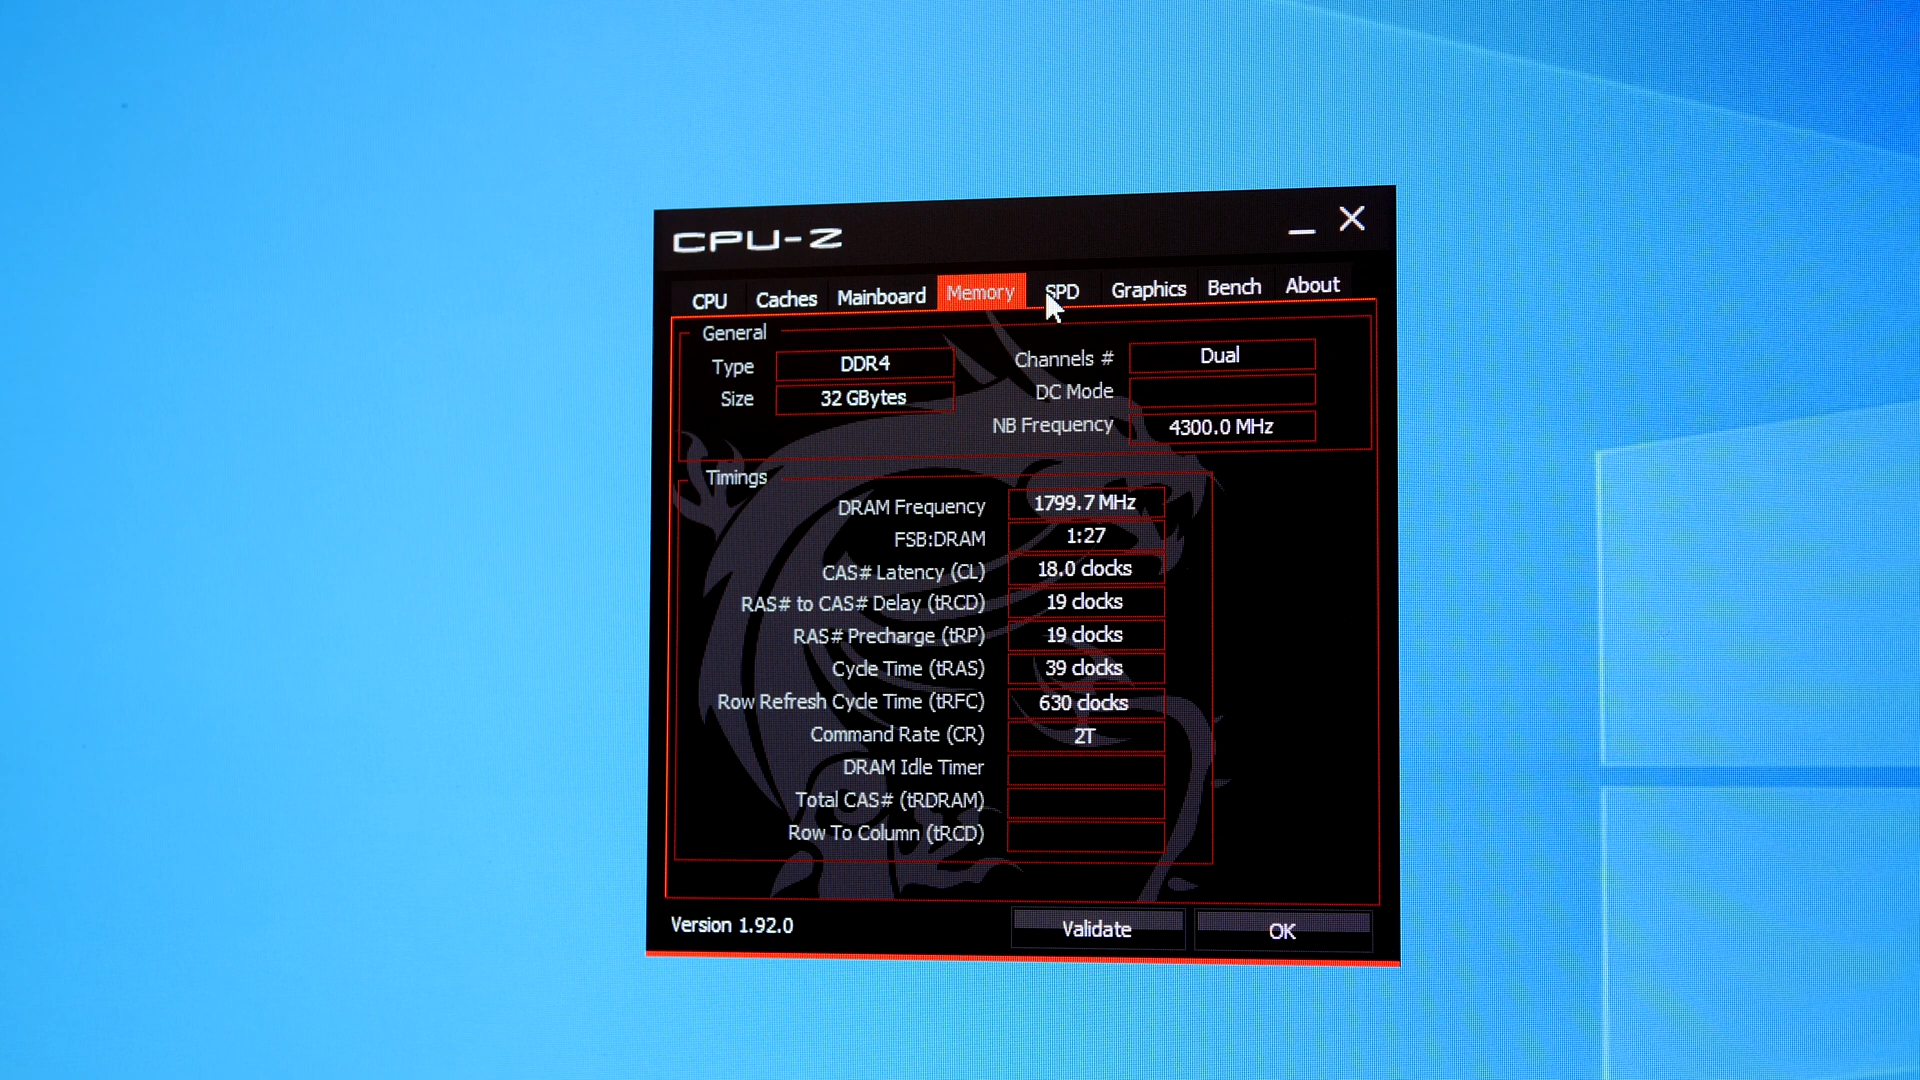 CPU-Z
CPU Caches Mainboard Memory SPD Graphics Bench About
General
Type DDR4 Channels # Dual
Size 32 GBytes DC Mode
NB Frequency 4300.0 MHz
Timings
DRAM Frequency 1799.7 MHz
FSB:DRAM 1:27
CAS# Latency (CL) 18.0 clocks
RAS# to CAS# Delay (tRCD) 19 clocks
RAS# Precharge (tRP) 19 clocks
Cycle Time (tRAS) 39 clocks
Row Refresh Cycle Time (tRFC) 630 clocks
Command Rate (CR) 2T
DRAM Idle Timer
Total CAS# (tRDRAM)
Row To Column (tRCD)
Version 1.92.0 Validate OK